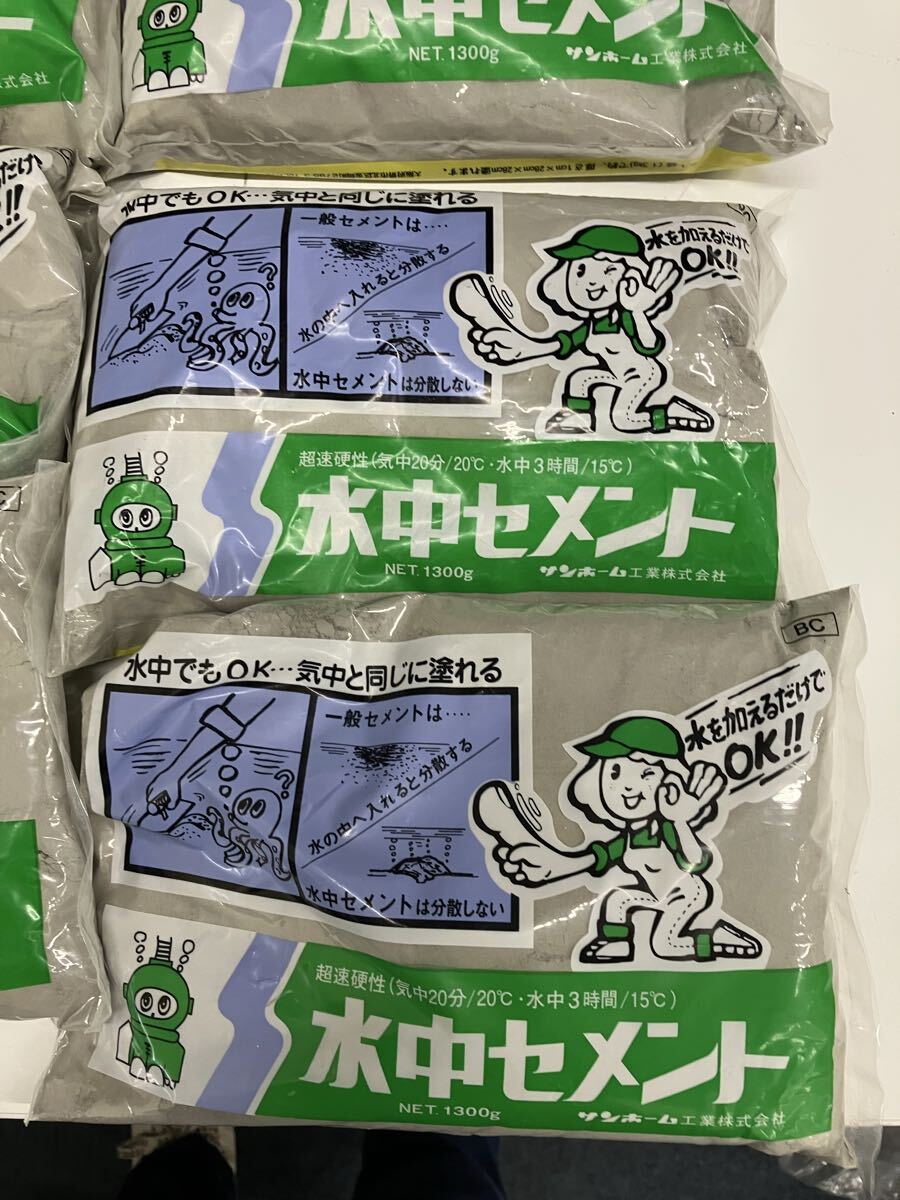 水中セメント
NET.1300g サンホーム工業株式会社
式会社
水中でもOK…気中と同じに塗れる
一般セメントは‥‥
水の中へ入れると分散する
水中セメントは分散しない
?
水を加えるだけで
OK!!
超速硬性(気中20分/20℃・水中3時間/15℃)
水中セメント
NET.1300g サンホーム工業株式会社
BC
水中でもOK…気中と同じに塗れる
一般セメントは‥‥
水の中へ入れると分散する
水中セメントは分散しない
?
水を加えるだけで
OK!!
超速硬性(気中20分/20℃・水中3時間/15℃)
水中セメント
NET.1300g サンホーム工業株式会社